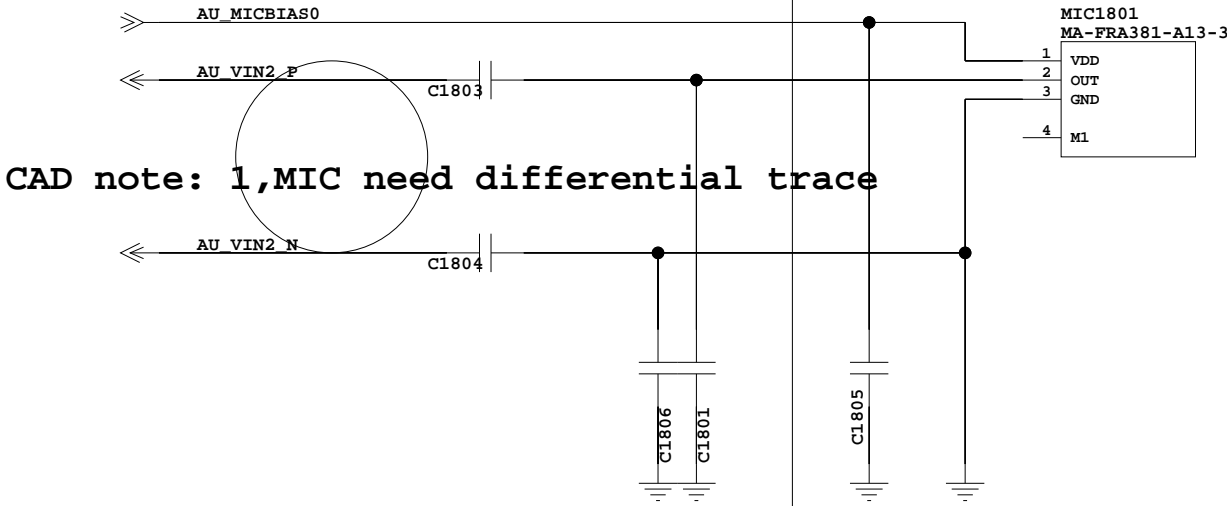 AU_MICBIAS0
MIC1801
MA-FRA381-A13-3
1 VDD
AU_VIN2_P
2 OUT
C1803
3 GND
4 M1
CAD note: 1,MIC need differential trace
AU_VIN2_N
C1804
C1806
C1801
C1805